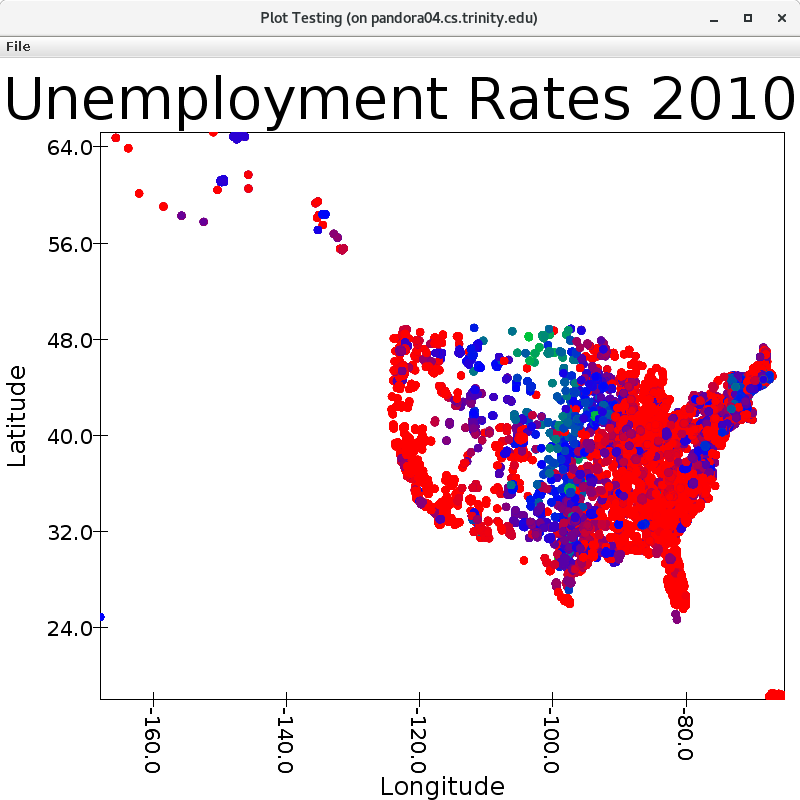 Plot Testing (on pandora04.cs.trinity.edu)
File
Unemployment Rates 2010
64.0
56.0
48.0
40.0
32.0
24.0
Latitude
-160.0
-140.0
-120.0
-100.0
-80.0
Longitude